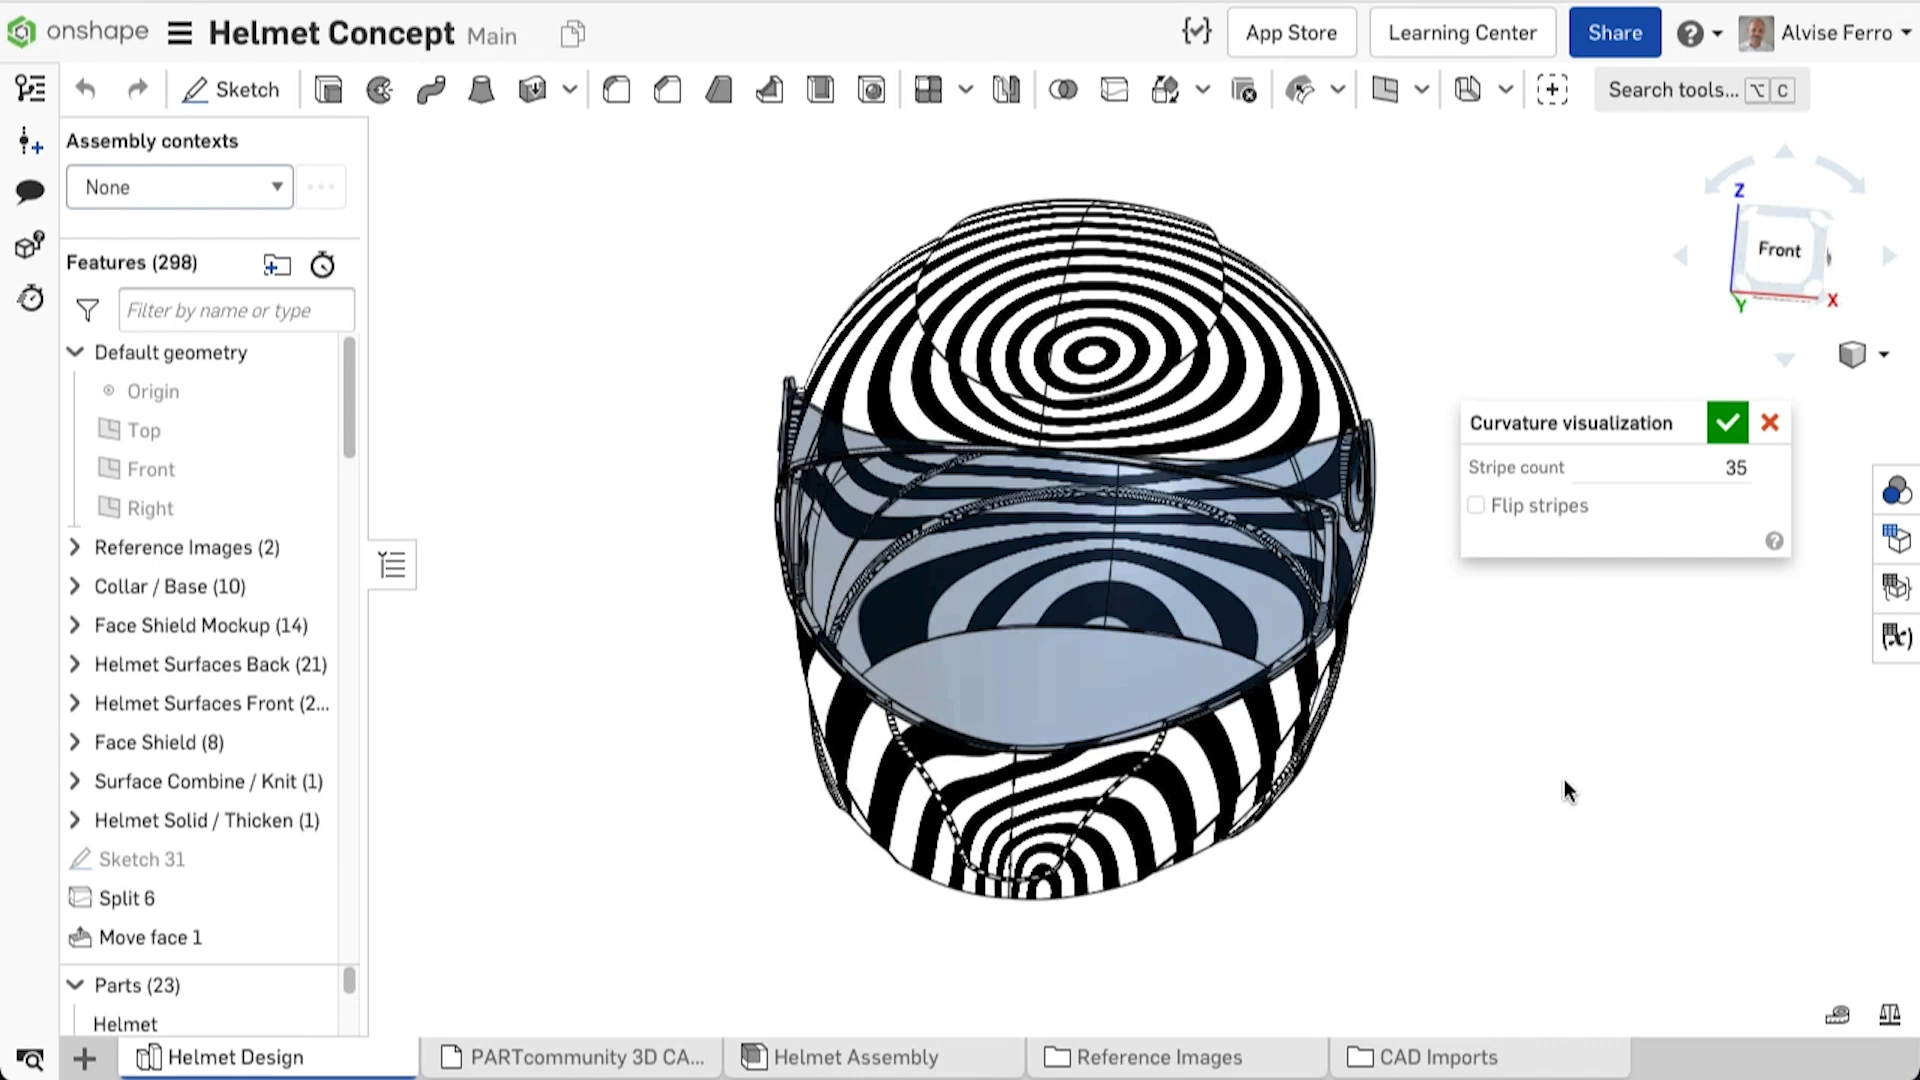 onshape Helmet Concept Main App Store Learning Center Share Alvise Ferro
Sketch Search tools... ⌥ C
Assembly contexts
None
Features (298)
Filter by name or type
Default geometry
Origin
Top
Front
Right
Reference Images (2)
Collar / Base (10)
Face Shield Mockup (14)
Helmet Surfaces Back (21)
Helmet Surfaces Front (2...
Face Shield (8)
Surface Combine / Knit (1)
Helmet Solid / Thicken (1)
Sketch 31
Split 6
Move face 1
Parts (23)
Helmet
Z
Front
X
Y
Curvature visualization
Stripe count 35
Flip stripes
Helmet Design PARTcommunity 3D CA... Helmet Assembly Reference Images CAD Imports